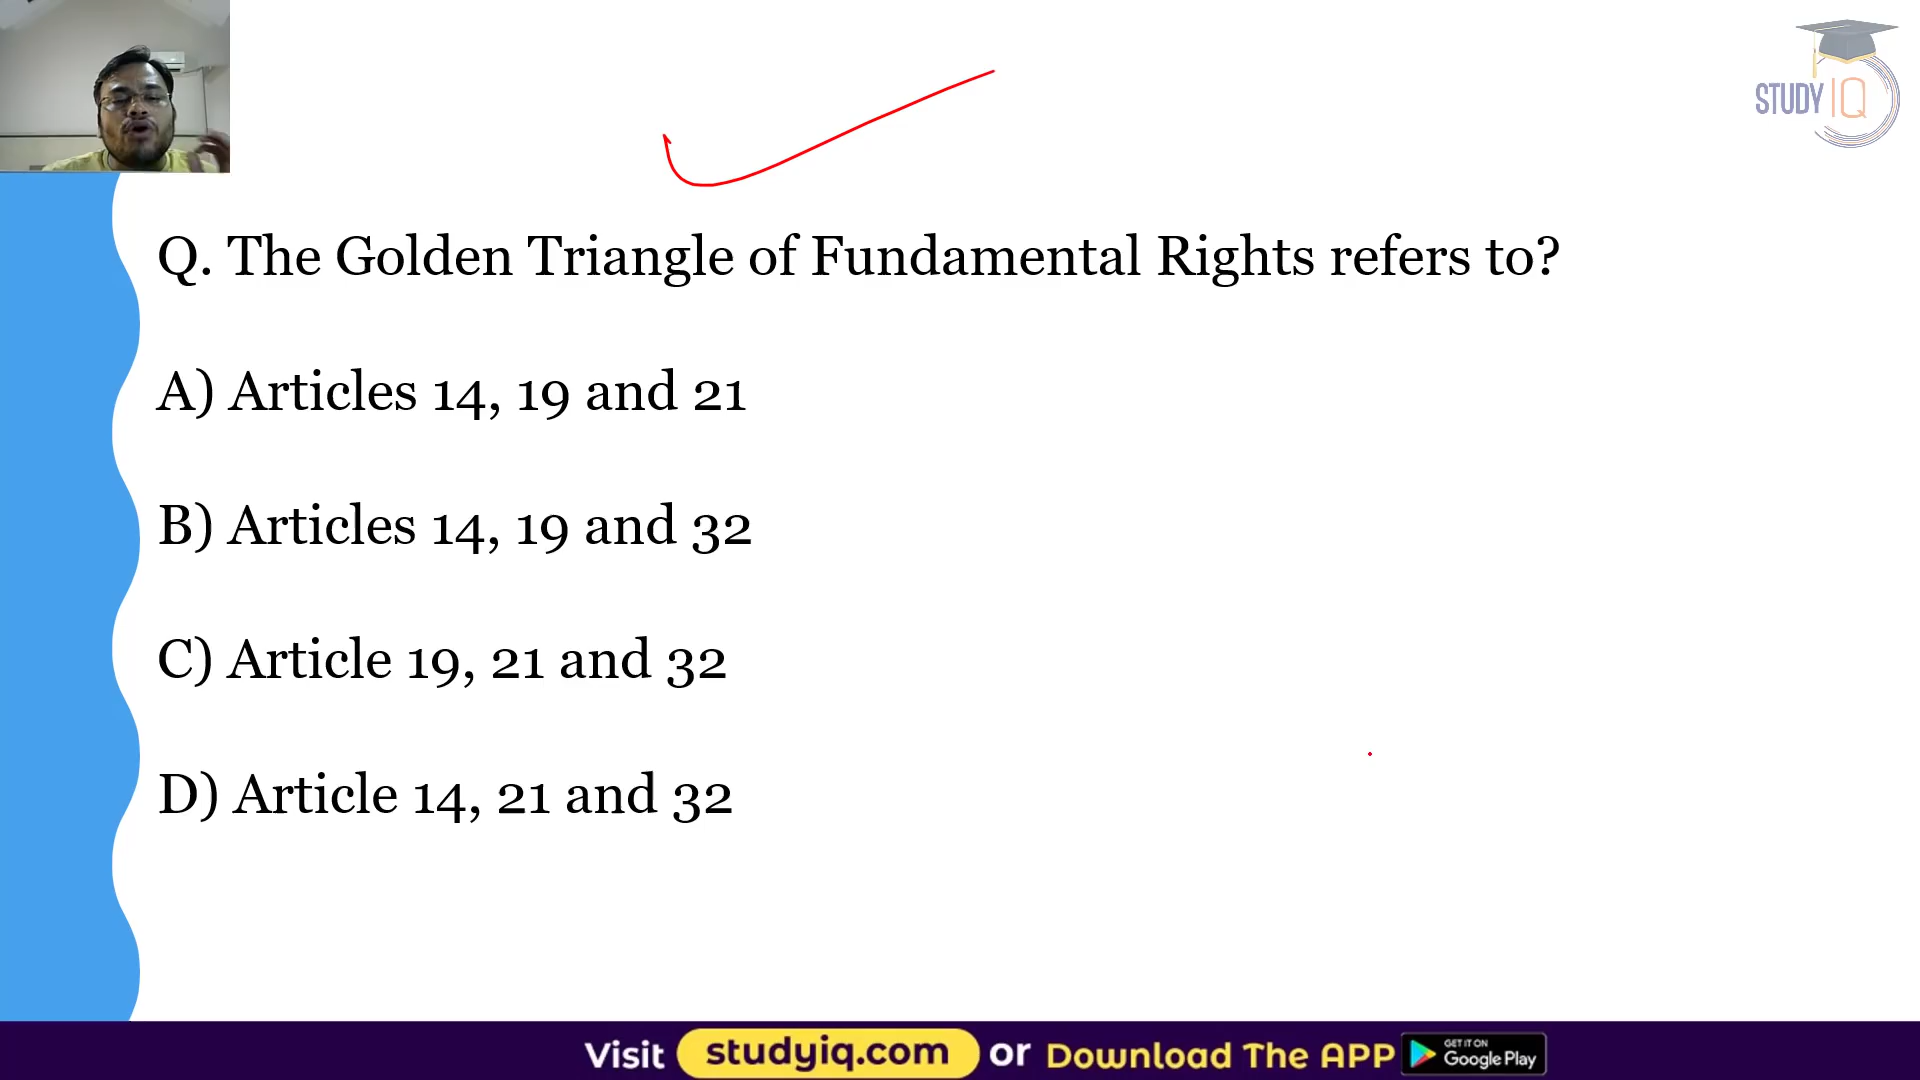 STUDY IQ
Q. The Golden Triangle of Fundamental Rights refers to?
A) Articles 14, 19 and 21
B) Articles 14, 19 and 32
C) Article 19, 21 and 32
D) Article 14, 21 and 32
Visit studyiq.com or Download The APP GET IT ON Google Play